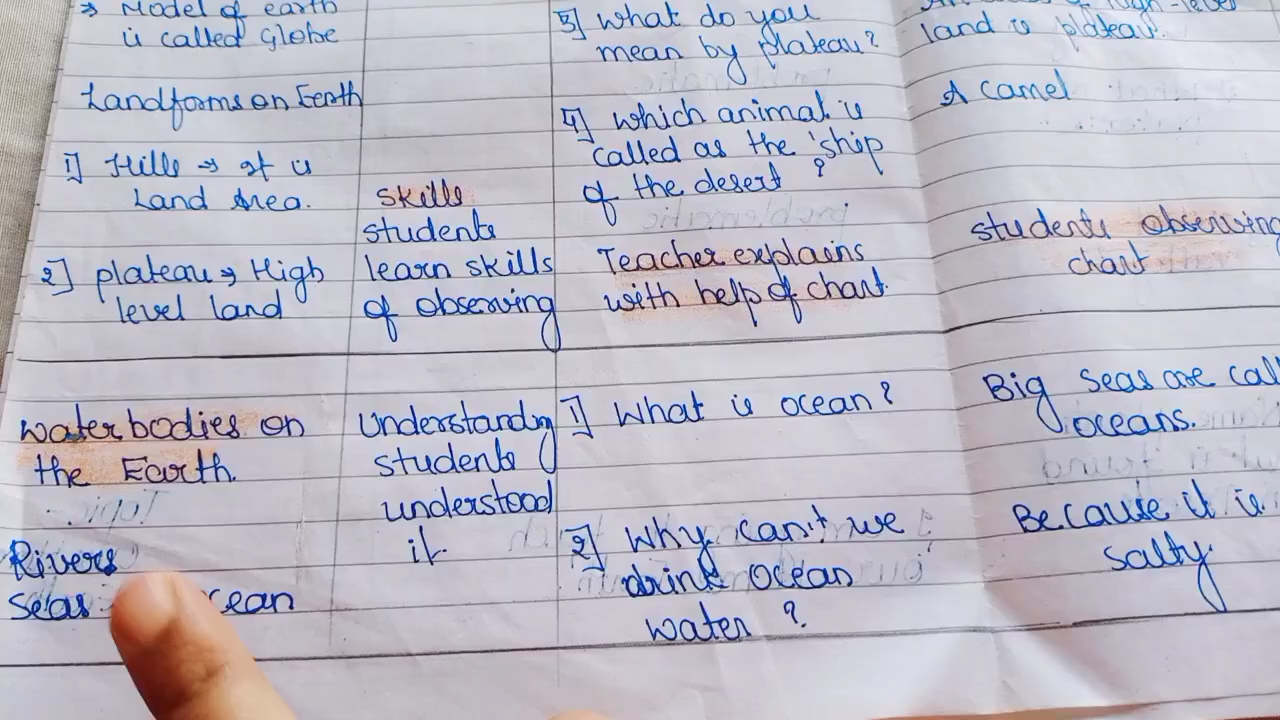 → Model of earth
is called Globe
Landforms on Earth
1] Hills → It is
Land Area.
2] plateau → High
level land
skills
students
learn skills
of observing
3] What do you
mean by plateau?
4] which animal is
called as the 'ship
of the desert ?
Teacher explains
with help of chart.
land is plateau.
A camel
students observing
chart
water bodies on
the Earth.
Rivers
seas
Understanding
students
understood
it.
1] What is ocean?
2] Why can't we
drink ocean
water ?
Big seas are
oceans.
Because it is
salty.